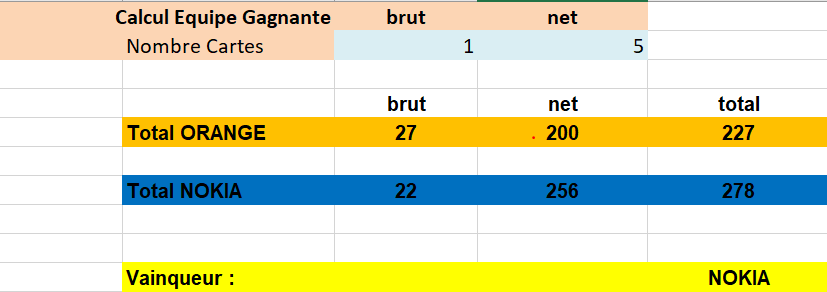 Calcul Equipe Gagnante brut net
Nombre Cartes 1 5
brut net total
Total ORANGE 27 200 227
Total NOKIA 22 256 278
Vainqueur : NOKIA